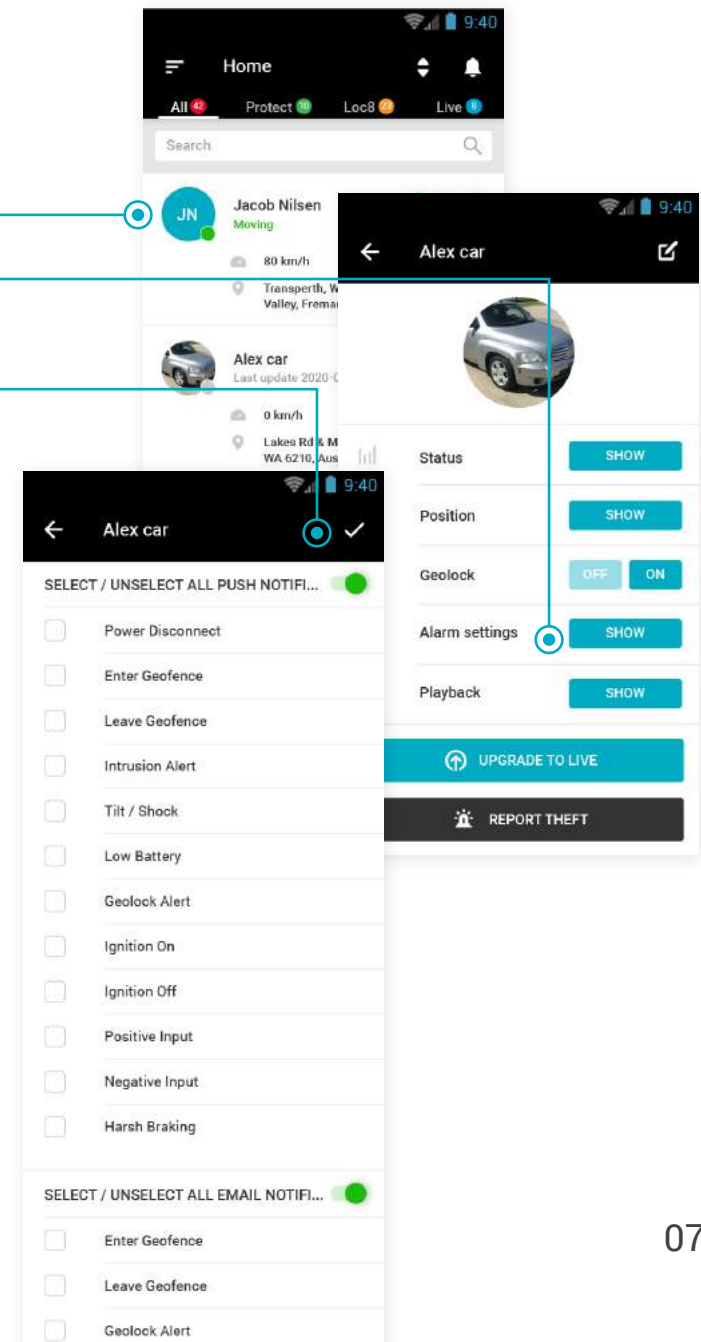 9:40
Home
All 42 Protect 10 Loc8 23 Live 8
Search
JN
Jacob Nilsen
Moving
80 km/h
Transperth, W
Valley, Frema
Alex car
Last update 2020-0
0 km/h
Lakes Rd & M
WA 6210, Aus
9:40
Alex car
Status SHOW
Position SHOW
Geolock OFF ON
Alarm settings SHOW
Playback SHOW
UPGRADE TO LIVE
REPORT THEFT
9:40
Alex car
SELECT / UNSELECT ALL PUSH NOTIFI...
Power Disconnect
Enter Geofence
Leave Geofence
Intrusion Alert
Tilt / Shock
Low Battery
Geolock Alert
Ignition On
Ignition Off
Positive Input
Negative Input
Harsh Braking
SELECT / UNSELECT ALL EMAIL NOTIFI...
Enter Geofence
Leave Geofence
Geolock Alert
07